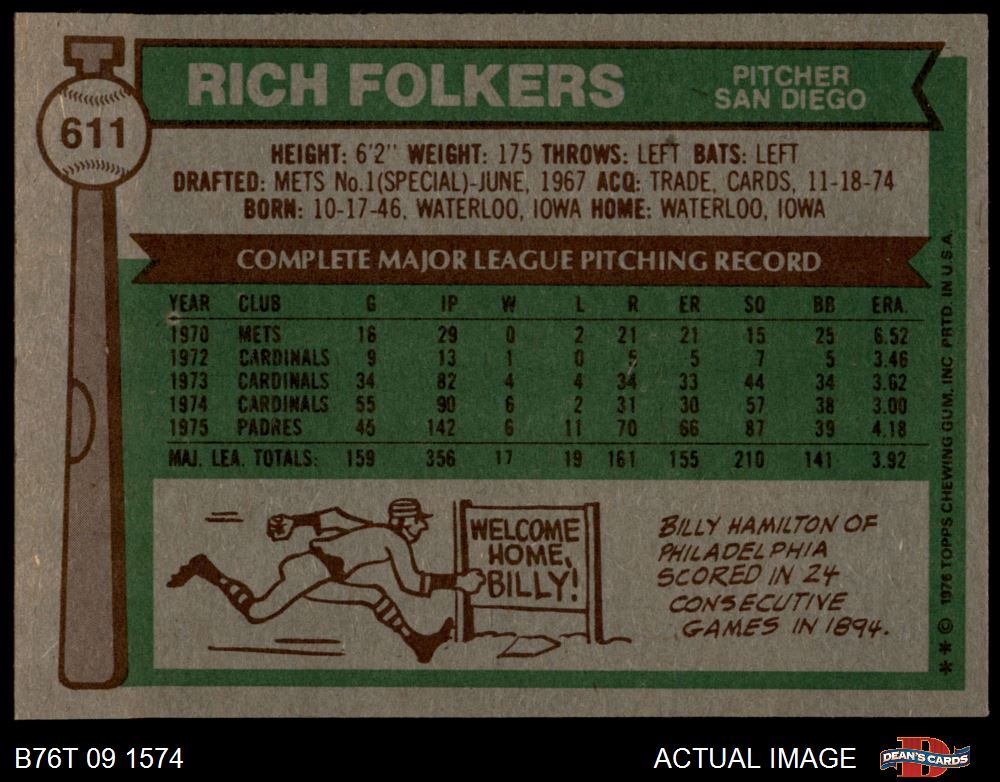 611
RICH FOLKERS
PITCHER
SAN DIEGO
HEIGHT: 6'2" WEIGHT: 175 THROWS: LEFT BATS: LEFT
DRAFTED: METS No.1(SPECIAL)-JUNE, 1967 ACQ: TRADE, CARDS, 11-18-74
BORN: 10-17-46, WATERLOO, IOWA HOME: WATERLOO, IOWA
COMPLETE MAJOR LEAGUE PITCHING RECORD
YEAR CLUB G IP W L R ER SO BB ERA.
1970 METS 16 29 0 2 21 21 15 25 6.52
1972 CARDINALS 9 13 1 0 5 5 7 5 3.46
1973 CARDINALS 34 82 4 4 34 33 44 34 3.62
1974 CARDINALS 55 90 6 2 31 30 57 38 3.00
1975 PADRES 45 142 6 11 70 66 87 39 4.18
MAJ. LEA. TOTALS: 159 356 17 19 161 155 210 141 3.92
WELCOME
HOME,
BILLY!
BILLY HAMILTON OF
PHILADELPHIA
SCORED IN 24
CONSECUTIVE
GAMES IN 1894.
* * © 1976 TOPPS CHEWING GUM, INC PRTD. IN U.S.A.
B76T 09 1574
ACTUAL IMAGE
DEAN'S CARDS